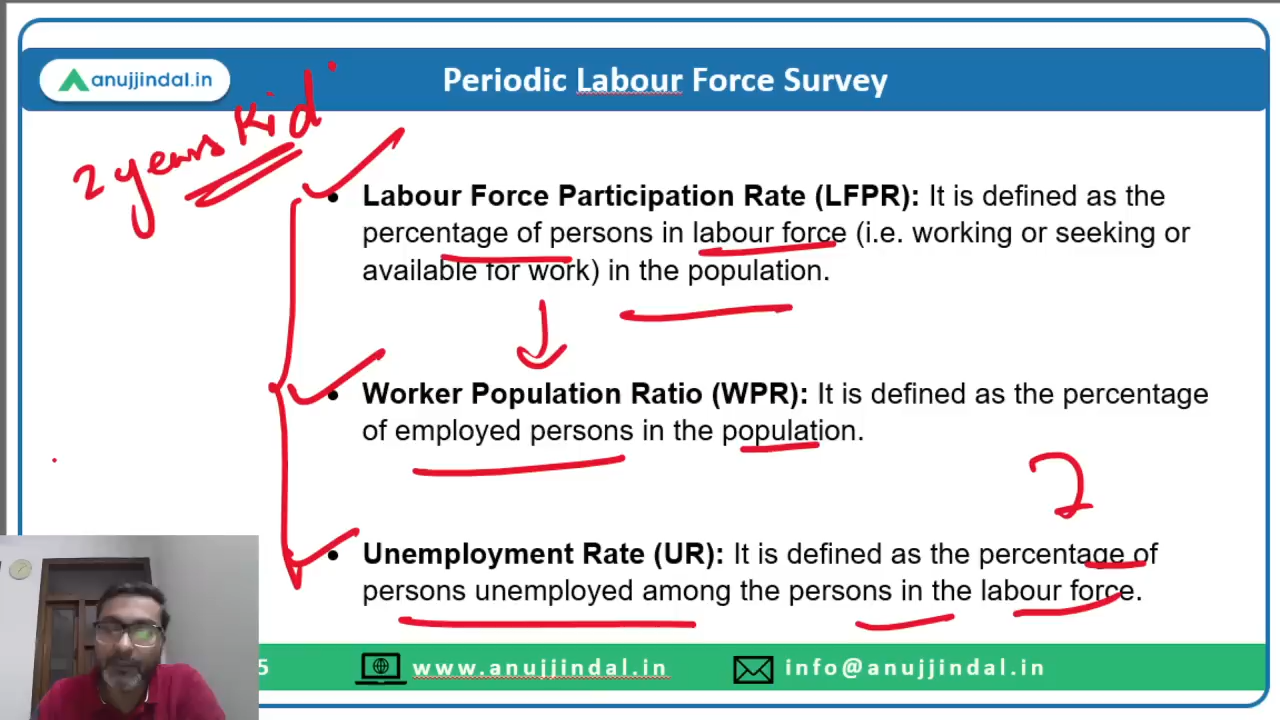 anujjindal.in
Periodic Labour Force Survey
2 years Kid
• Labour Force Participation Rate (LFPR): It is defined as the
percentage of persons in labour force (i.e. working or seeking or
available for work) in the population.
• Worker Population Ratio (WPR): It is defined as the percentage
of employed persons in the population.
2
• Unemployment Rate (UR): It is defined as the percentage of
persons unemployed among the persons in the labour force.
5
www.anujjindal.in
info@anujjindal.in